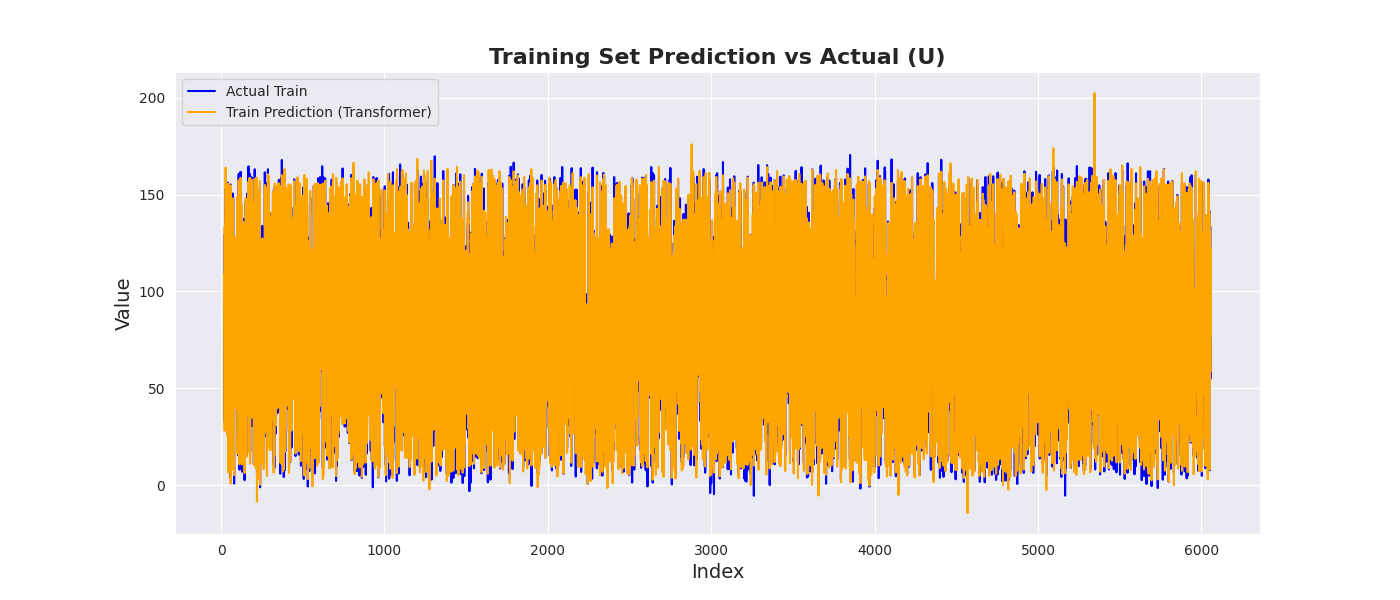 Training Set Prediction vs Actual (U)
Actual Train
Train Prediction (Transformer)
200
150
100
50
0
Value
0 1000 2000 3000 4000 5000 6000
Index